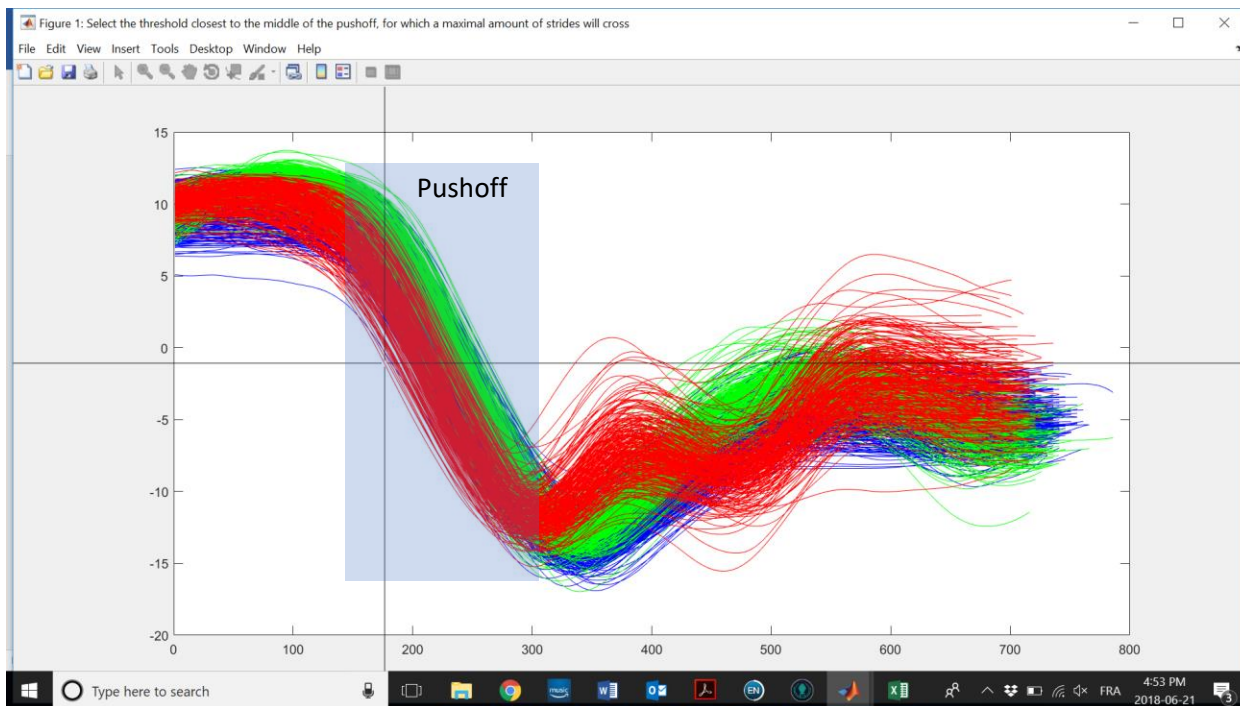 Figure 1: Select the threshold closest to the middle of the pushoff, for which a maximal amount of strides will cross
File Edit View Insert Tools Desktop Window Help
Pushoff
15
10
5
0
-5
-10
-15
-20
0 100 200 300 400 500 600 700 800
Type here to search
music
EN
FRA
4:53 PM
2018-06-21
3